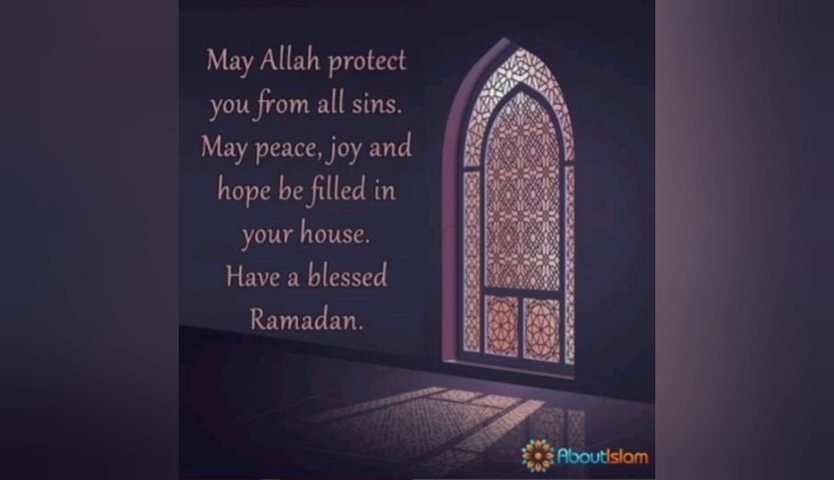 May Allah protect
you from all sins.
May peace, joy and
hope be filled in
your house.
Have a blessed
Ramadan.
AboutIslam